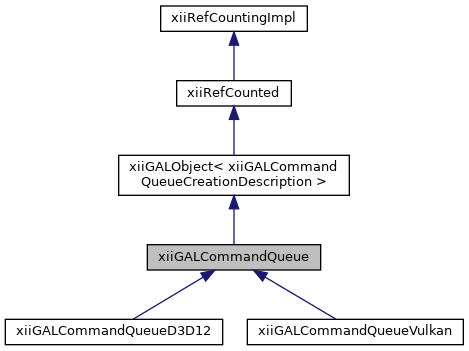 xiiRefCountingImpl
xiiRefCounted
xiiGALObject< xiiGALCommand
QueueCreationDescription >
xiiGALCommandQueue
xiiGALCommandQueueD3D12
xiiGALCommandQueueVulkan